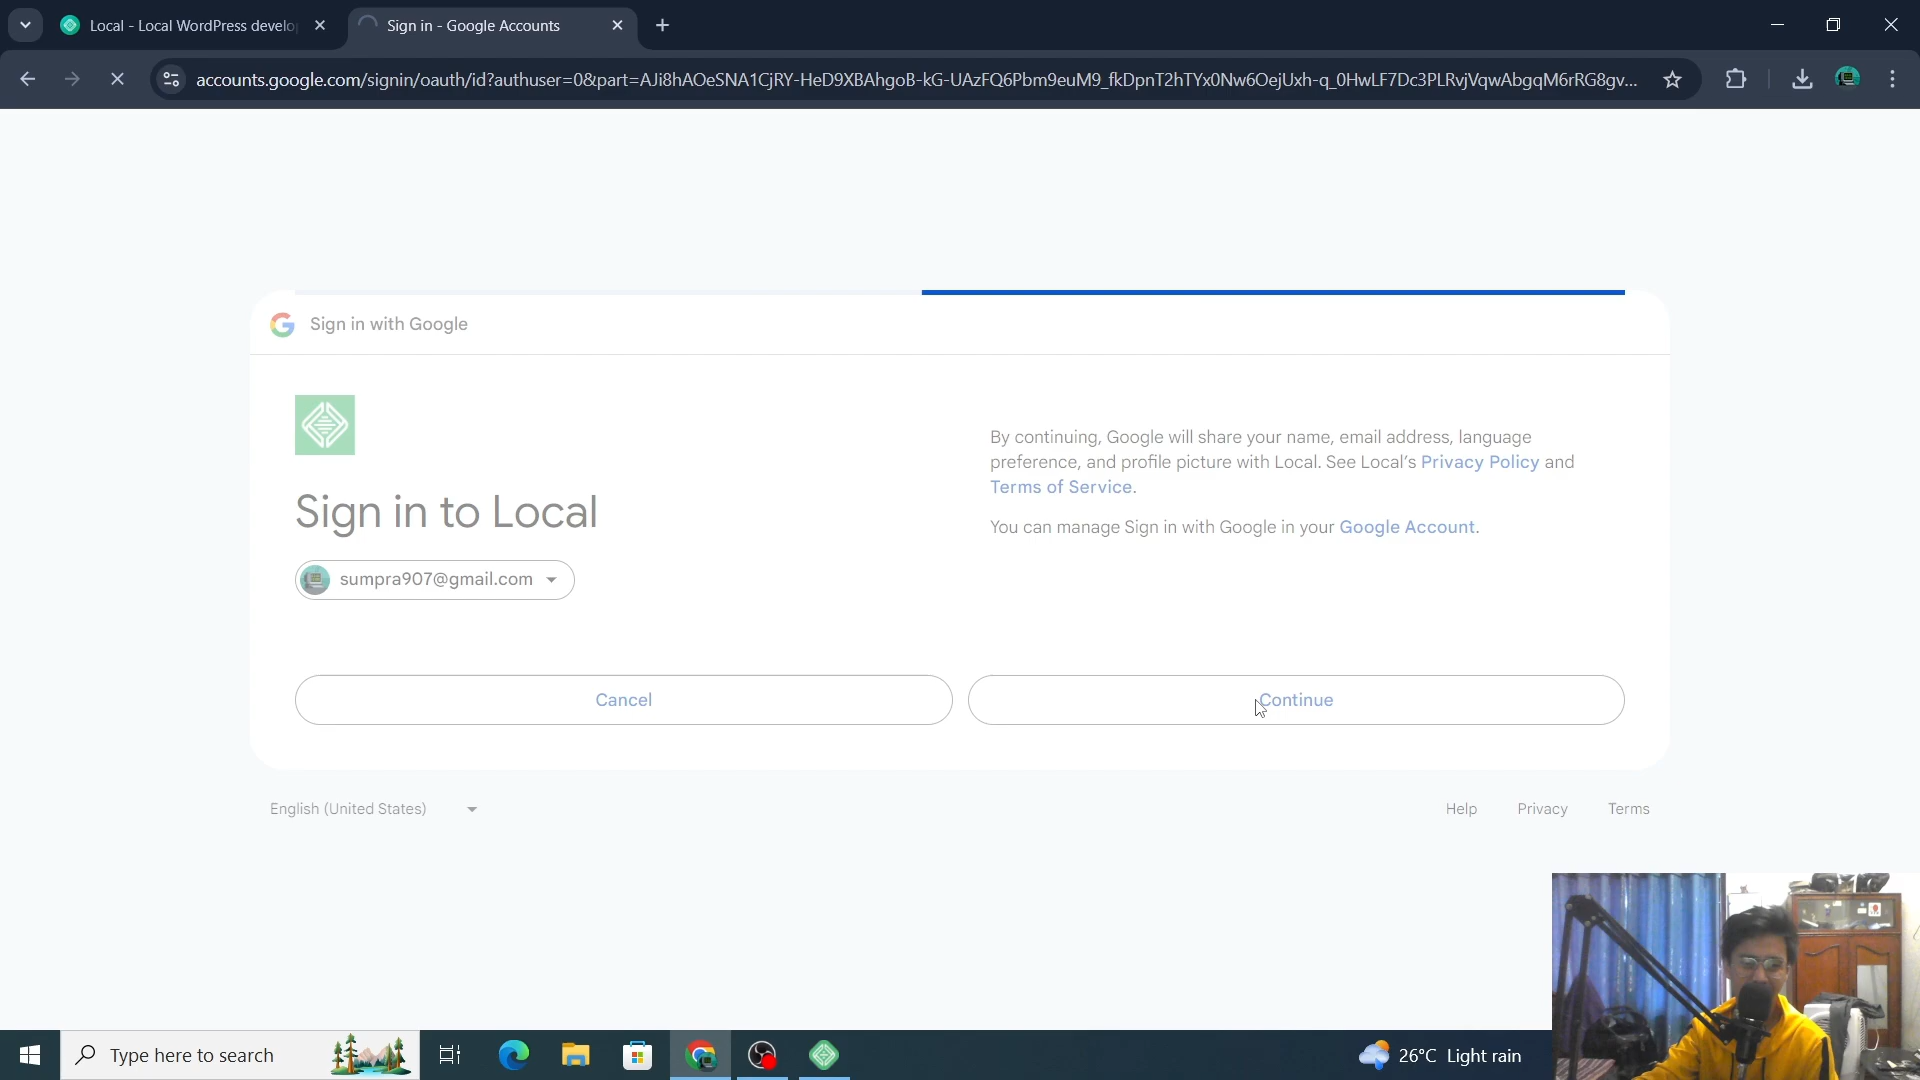 Local - Local WordPress develo
Sign in - Google Accounts
accounts.google.com/signin/oauth/id?authuser=0&part=AJi8hAOeSNA1CjRY-HeD9XBAhgoB-kG-UAzFQ6Pbm9euM9_fkDpnT2hTYx0Nw6OejUxh-q_0HwLF7Dc3PLRvjVqwAbgqM6rRG8gv...
Sign in with Google
Sign in to Local
sumpra907@gmail.com
By continuing, Google will share your name, email address, language
preference, and profile picture with Local. See Local’s Privacy Policy and
Terms of Service.
You can manage Sign in with Google in your Google Account.
Cancel
Continue
English (United States)
Help
Privacy
Terms
Type here to search
26°C Light rain